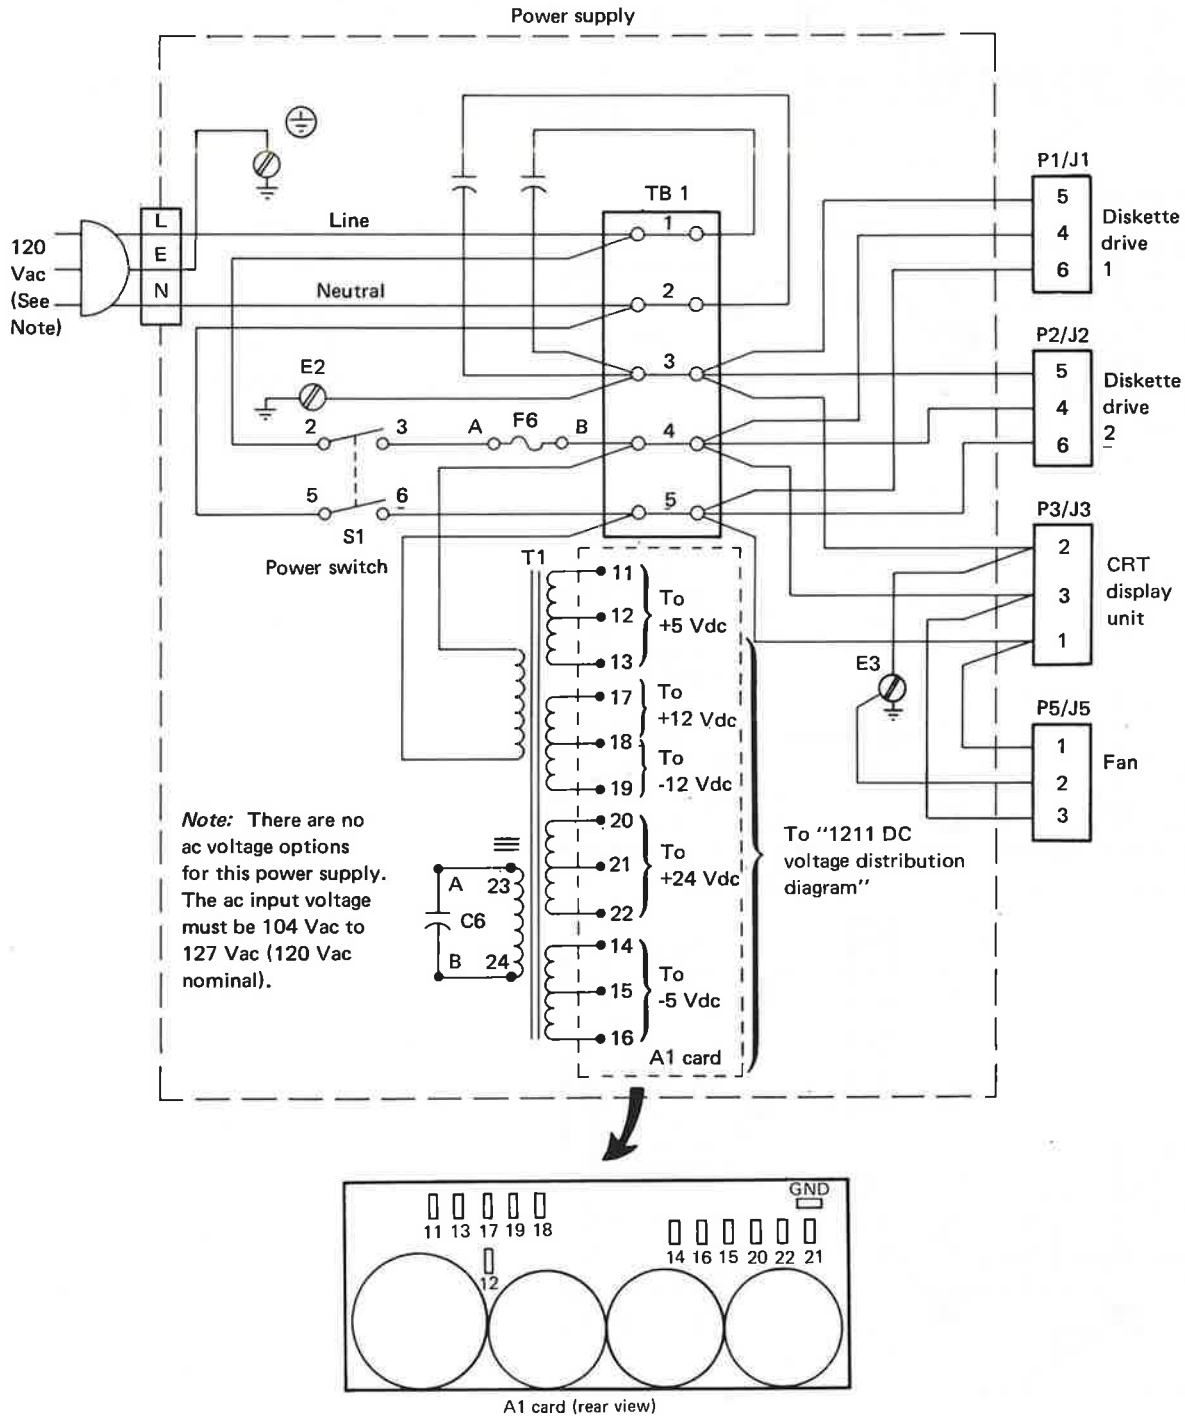 Power supply
120
Vac
(See
Note)
L
E
N
Line
Neutral
TB 1
1
2
3
4
5
E2
2
3
A
F6
B
5
6
S1
Power switch
P1/J1
5
4
6
Diskette
drive
1
P2/J2
5
4
6
Diskette
drive
2
P3/J3
2
3
1
CRT
display
unit
E3
P5/J5
1
2
3
Fan
T1
11
12
13
To
+5 Vdc
17
18
19
To
+12 Vdc
To
-12 Vdc
20
21
22
To
+24 Vdc
14
15
16
To
-5 Vdc
A1 card
A
23
C6
B
24
Note: There are no
ac voltage options
for this power supply.
The ac input voltage
must be 104 Vac to
127 Vac (120 Vac
nominal).
To "1211 DC
voltage distribution
diagram"
GND
11 13 17 19 18
12
14 16 15 20 22 21
A1 card (rear view)